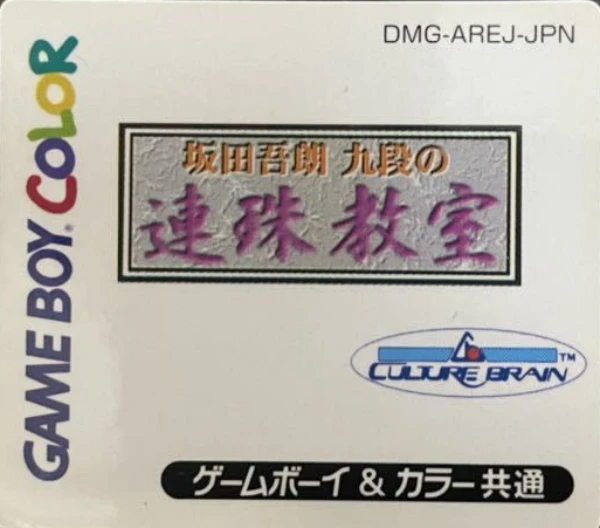 DMG-AREJ-JPN
GAME BOY COLOR
坂田吾朗 九段の
連珠教室
CULTURE BRAIN TM
ゲームボーイ & カラー共通